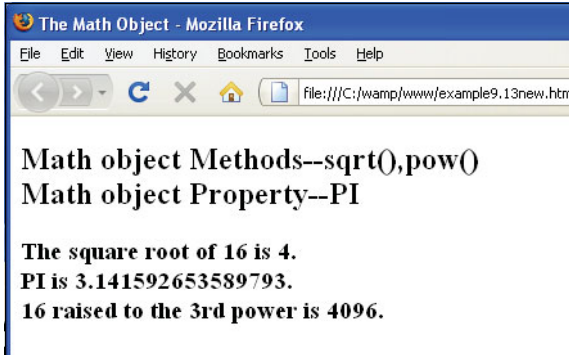 The Math Object - Mozilla Firefox
File Edit View History Bookmarks Tools Help
file:///C:/wamp/www/example9.13new.htm
Math object Methods--sqrt(),pow()
Math object Property--PI
The square root of 16 is 4.
PI is 3.141592653589793.
16 raised to the 3rd power is 4096.